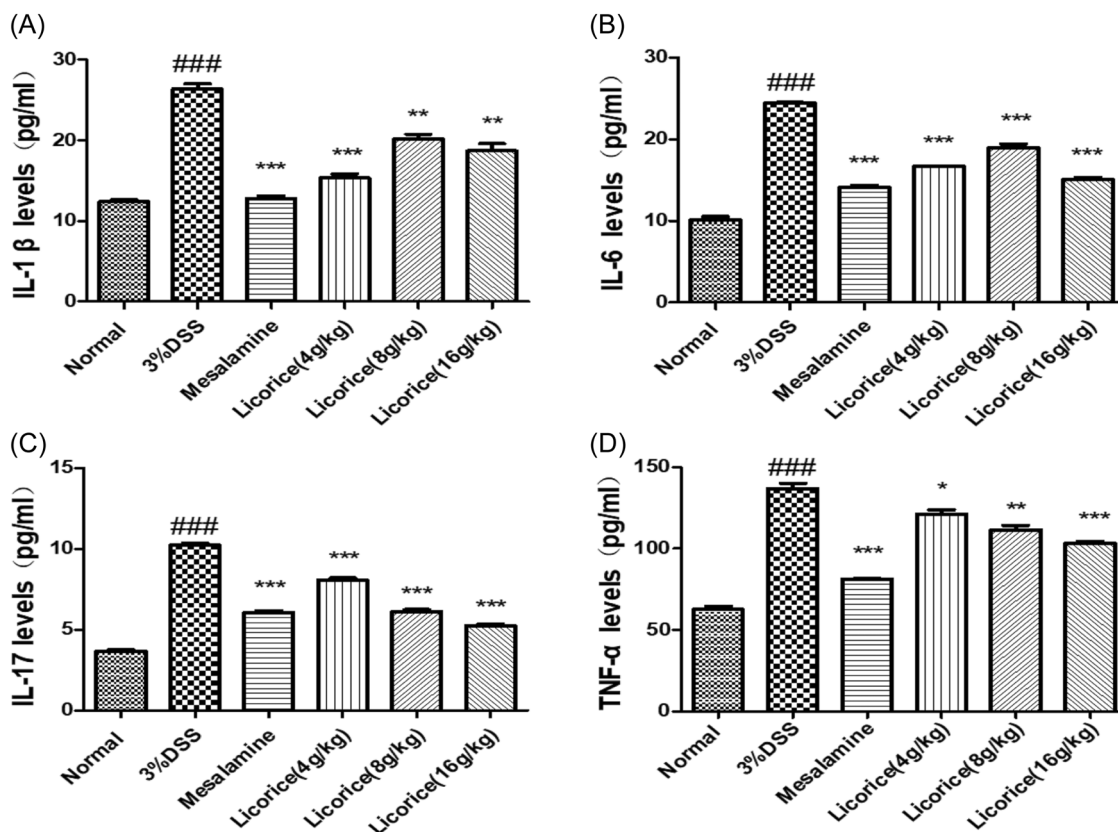 (A)
IL-1 β levels (pg/ml)
30
20
10
0
###
***
***
**
**
Normal
3%DSS
Mesalamine
Licorice(4g/kg)
Licorice(8g/kg)
Licorice(16g/kg)
(B)
IL-6 levels (pg/ml)
30
20
10
0
###
***
***
***
***
Normal
3%DSS
Mesalamine
Licorice(4g/kg)
Licorice(8g/kg)
Licorice(16g/kg)
(C)
IL-17 levels (pg/ml)
15
10
5
0
###
***
***
***
***
Normal
3%DSS
Mesalamine
Licorice(4g/kg)
Licorice(8g/kg)
Licorice(16g/kg)
(D)
TNF-α levels (pg/ml)
150
100
50
0
###
***
*
**
***
Normal
3%DSS
Mesalamine
Licorice(4g/kg)
Licorice(8g/kg)
Licorice(16g/kg)